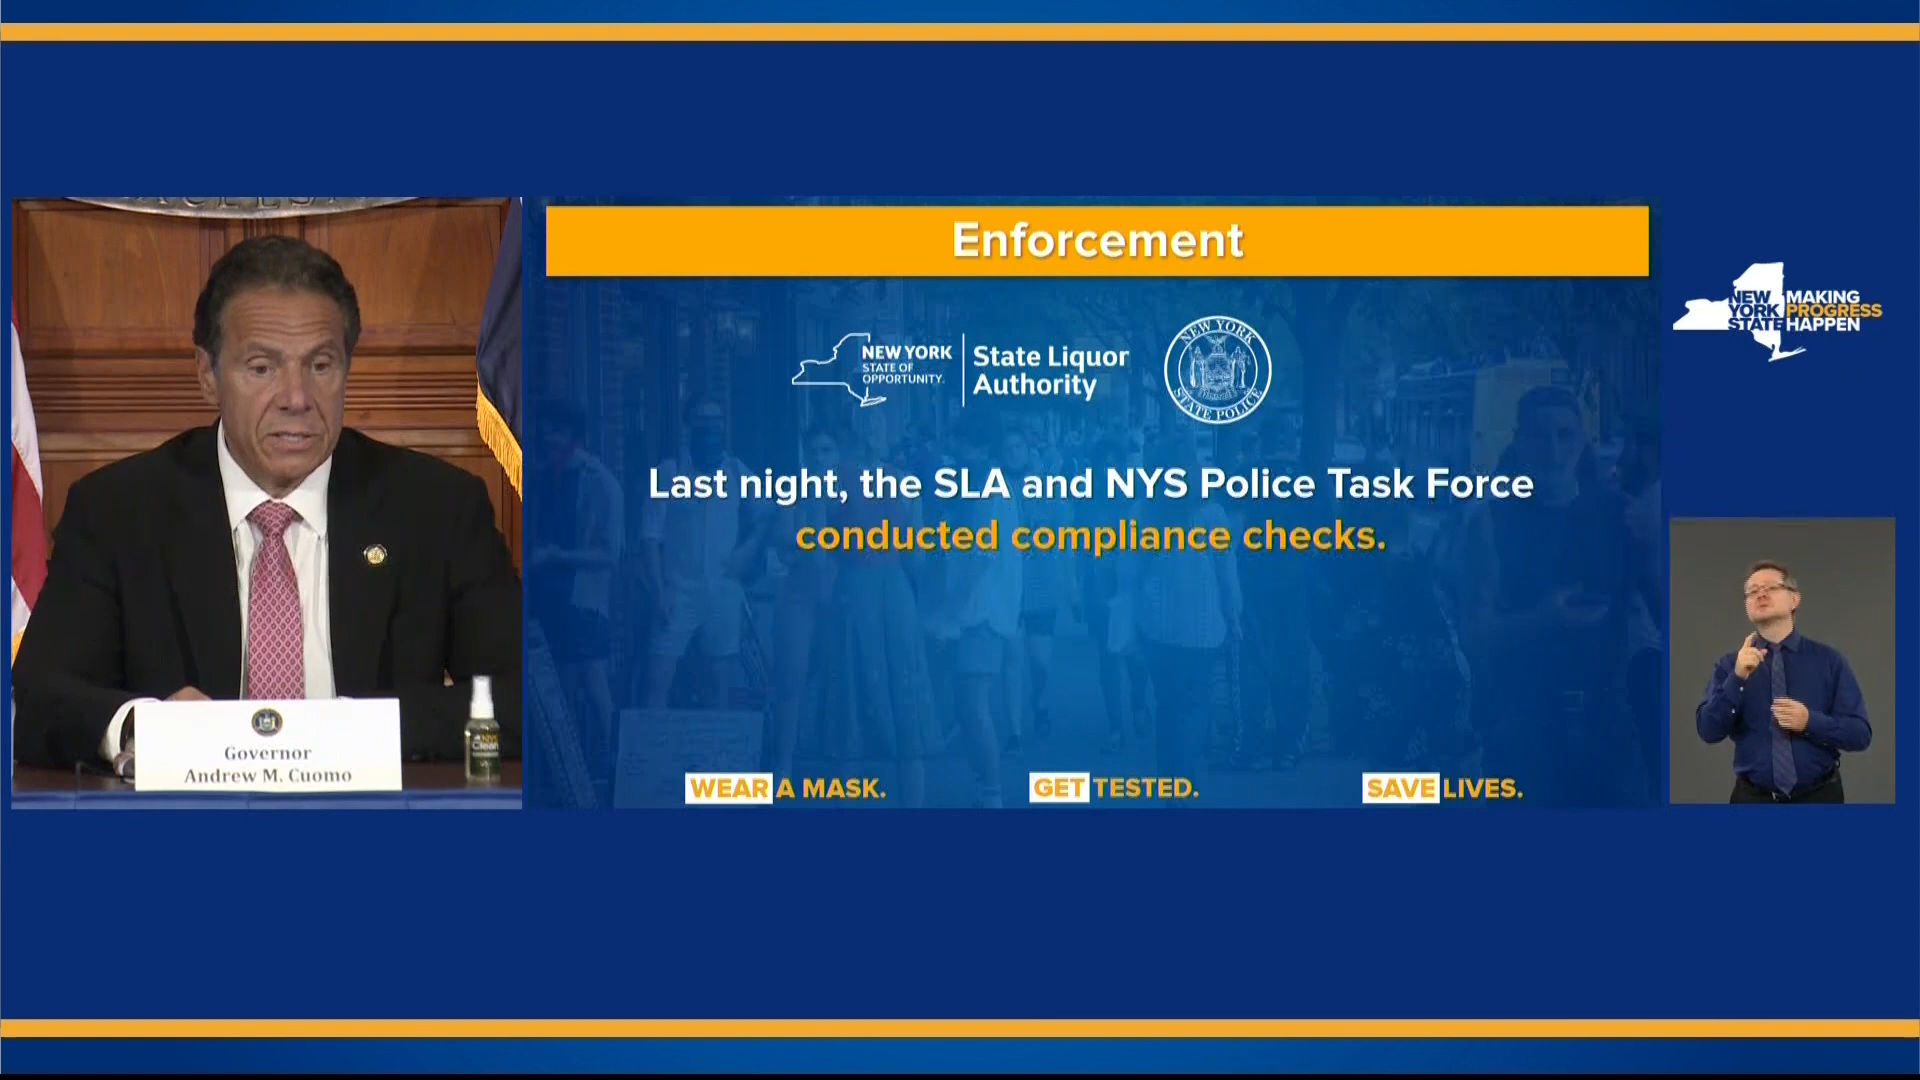 Enforcement
NEW YORK
STATE OF
OPPORTUNITY.
State Liquor
Authority
NEW YORK
STATE POLICE
Last night, the SLA and NYS Police Task Force
conducted compliance checks.
WEAR A MASK.
GET TESTED.
SAVE LIVES.
Governor
Andrew M. Cuomo
Clean
NEW
YORK
STATE
MAKING
PROGRESS
HAPPEN